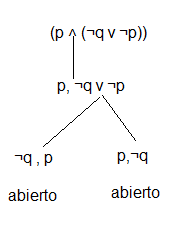 (p ∧ (¬q v ¬p))
p, ¬q v ¬p
¬q , p
p,¬q
abierto
abierto